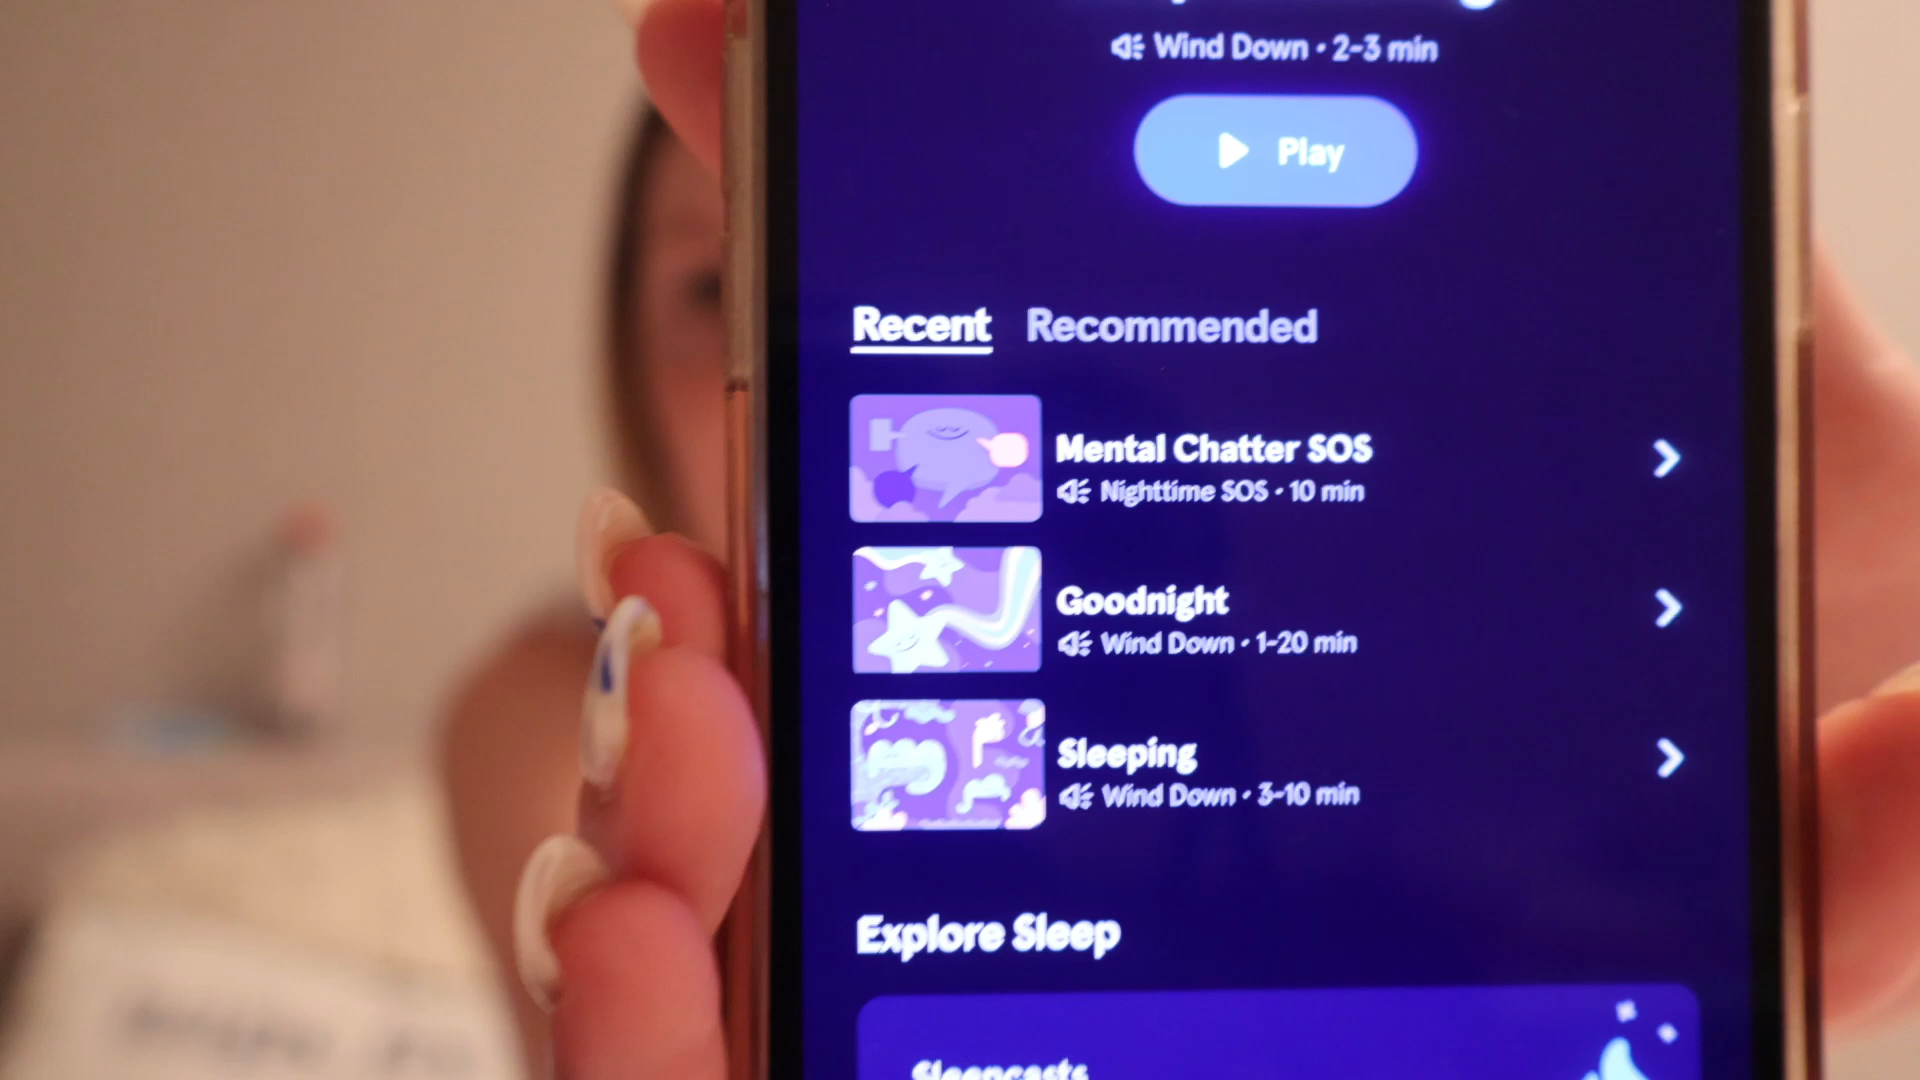 Wind Down · 2-3 min
Play
Recent Recommended
Mental Chatter SOS
Nighttime SOS · 10 min
Goodnight
Wind Down · 1-20 min
Sleeping
Wind Down · 3-10 min
Explore Sleep
Sleepcasts